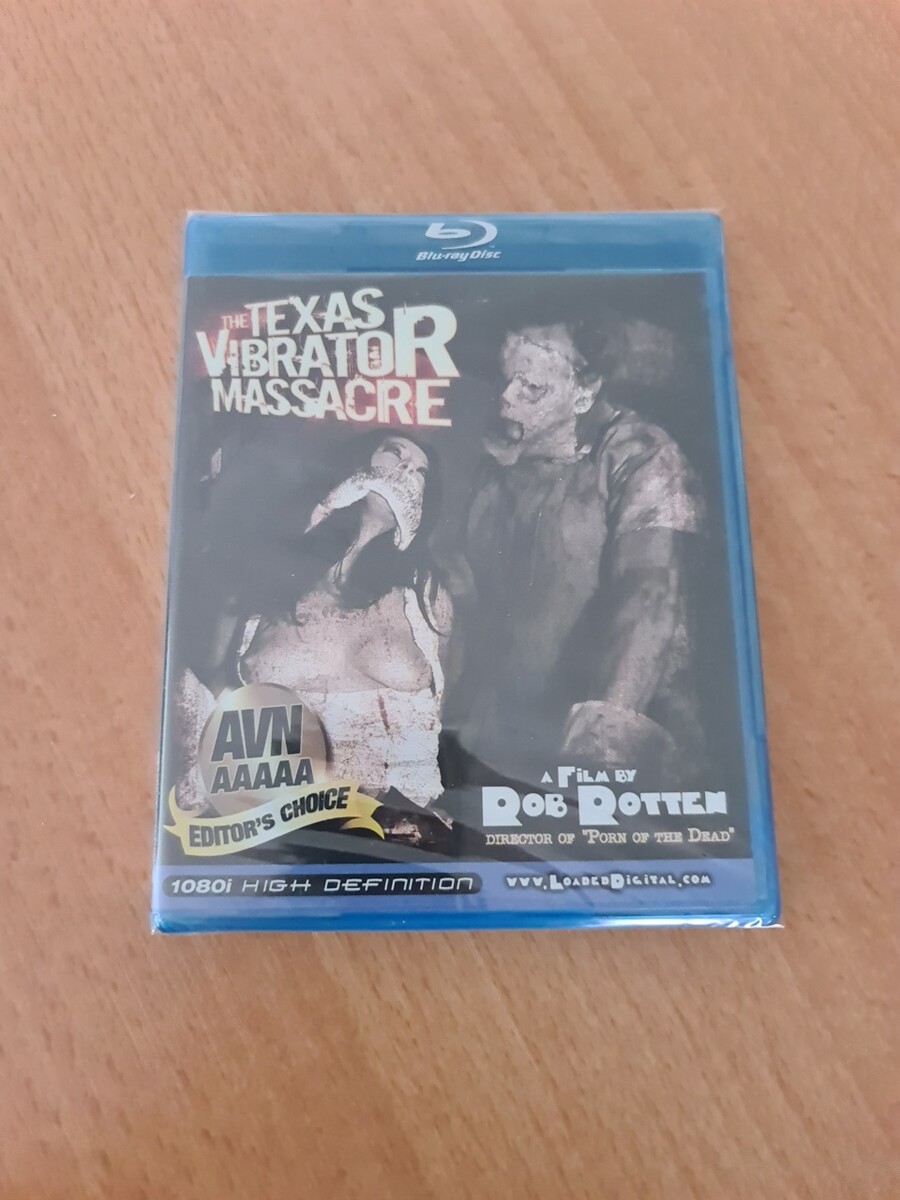 Blu-ray Disc
THE TEXAS
VIBRATOR
MASSACRE
AVN
AAAAA
EDITOR'S CHOICE
A FILM BY
ROB ROTTEN
DIRECTOR OF "PORN OF THE DEAD"
1080i HIGH DEFINITION
WWW.LOADEDDIGITAL.COM